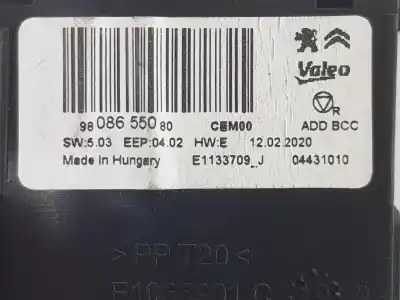 Valeo
R
98 086 550 80 CBM00 ADD BCC
SW:5.03 EEP:04.02 HW:E 12.02.2020
Made in Hungary E1133709_J 04431010
>PP T20<